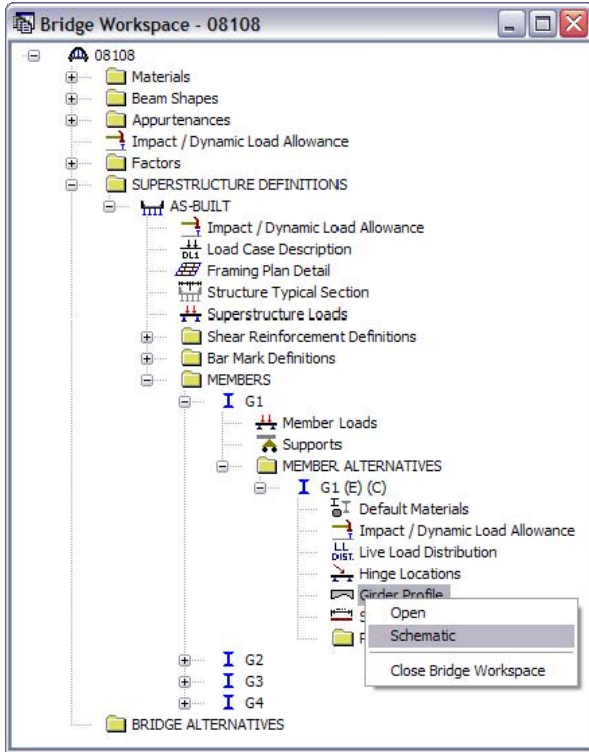 Bridge Workspace - 08108
08108
Materials
Beam Shapes
Appurtenances
Impact / Dynamic Load Allowance
Factors
SUPERSTRUCTURE DEFINITIONS
AS-BUILT
Impact / Dynamic Load Allowance
DL1 Load Case Description
Framing Plan Detail
Structure Typical Section
Superstructure Loads
Shear Reinforcement Definitions
Bar Mark Definitions
MEMBERS
G1
Member Loads
Supports
MEMBER ALTERNATIVES
G1 (E) (C)
Default Materials
Impact / Dynamic Load Allowance
LL DIST. Live Load Distribution
Hinge Locations
Girder Profile
Open
Schematic
Close Bridge Workspace
G2
G3
G4
BRIDGE ALTERNATIVES